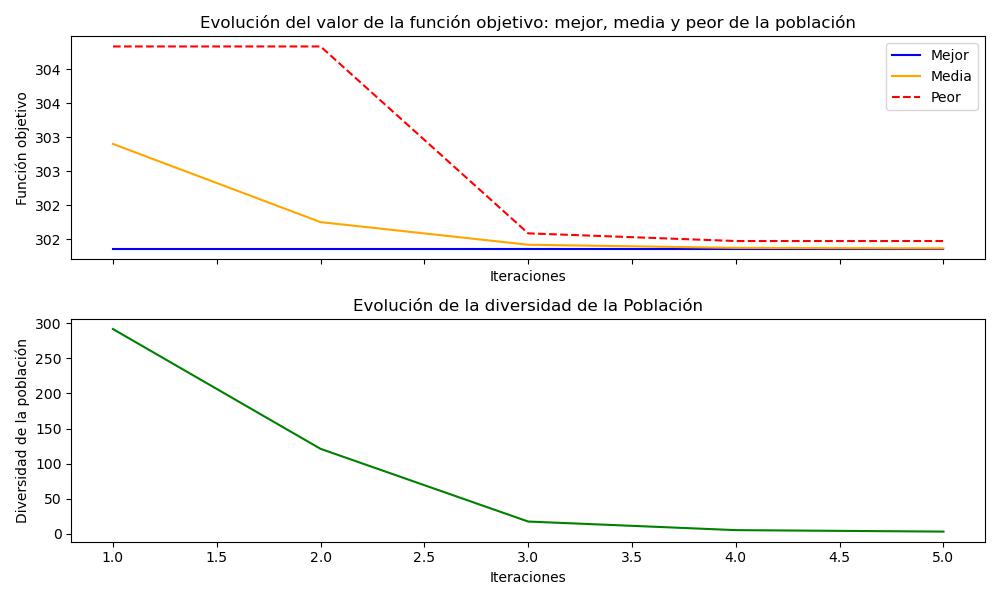 Evolución del valor de la función objetivo: mejor, media y peor de la población
Función objetivo
304
304
303
303
302
302
Mejor
Media
Peor
Iteraciones
Evolución de la diversidad de la Población
Diversidad de la población
300
250
200
150
100
50
0
1.0 1.5 2.0 2.5 3.0 3.5 4.0 4.5 5.0
Iteraciones